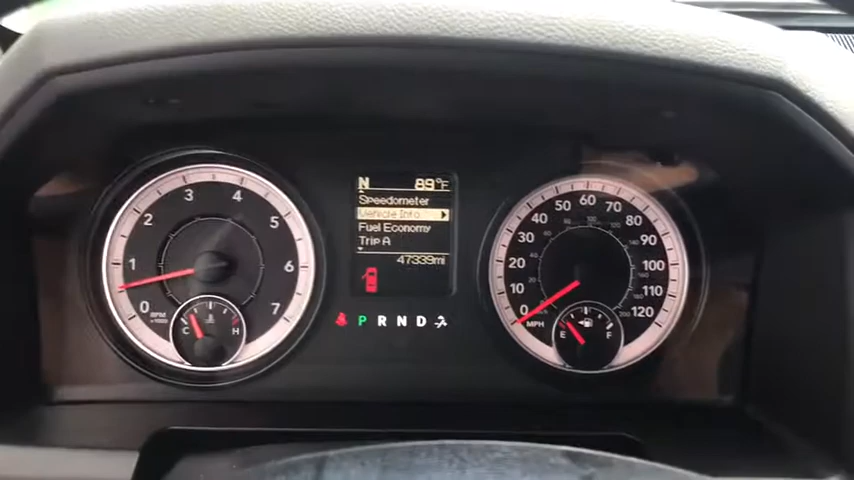 N 89°F
Speedometer
Vehicle Info
Fuel Economy
Trip A
47339mi
0 1 2 3 4 5 6 7
RPM
x1000
C H
P R N D
0 10 20 30 40 50 60 70 80 90 100 110 120
MPH
E F